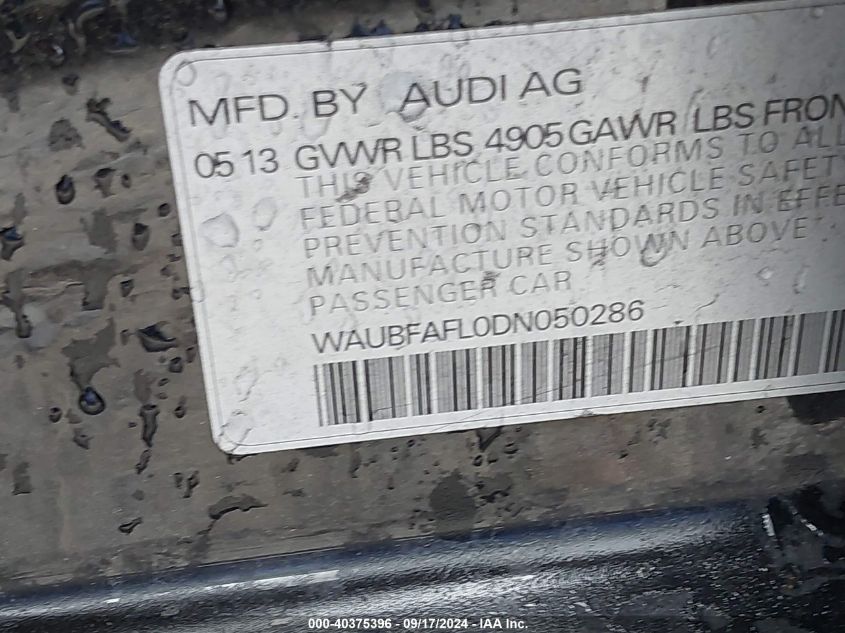 MFD. BY AUDI AG
05 13 GVWR LBS 4905 GAWR LBS FRON
THIS VEHICLE CONFORMS TO ALL
FEDERAL MOTOR VEHICLE SAFETY
PREVENTION STANDARDS IN EFFE
MANUFACTURE SHOWN ABOVE.
PASSENGER CAR
WAUBFAFL0DN050286
000-40375396 - 09/17/2024 - © IAA Inc.